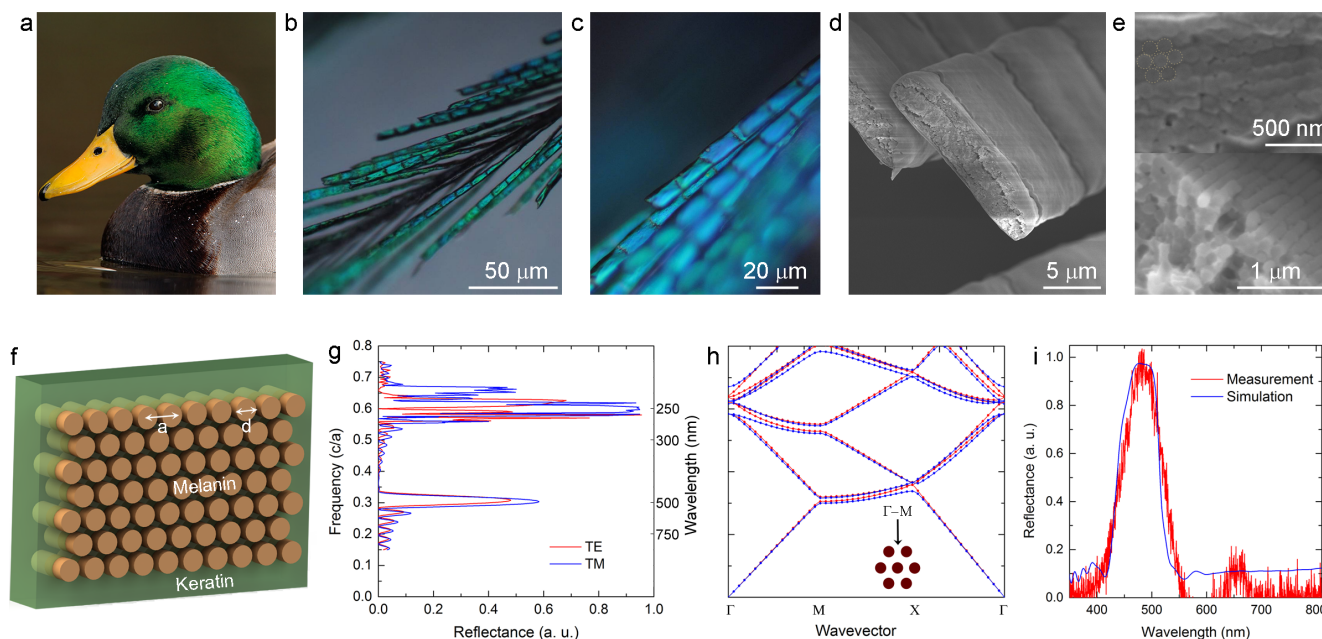 a
b
c
d
e
50 μm
20 μm
5 μm
500 nm
1 μm
f
a
d
Melanin
Keratin
g
0.8
0.7
0.6
0.5
0.4
0.3
0.2
0.1
0.0
0.0 0.2 0.4 0.6 0.8 1.0
Frequency (c/a)
Reflectance (a. u.)
250
300
500
750
Wavelength (nm)
TE
TM
h
Γ–M
Γ M X Γ
Wavevector
i
1.0
0.8
0.6
0.4
0.2
0.0
Measurement
Simulation
Reflectance (a. u.)
400 500 600 700 800
Wavelength (nm)